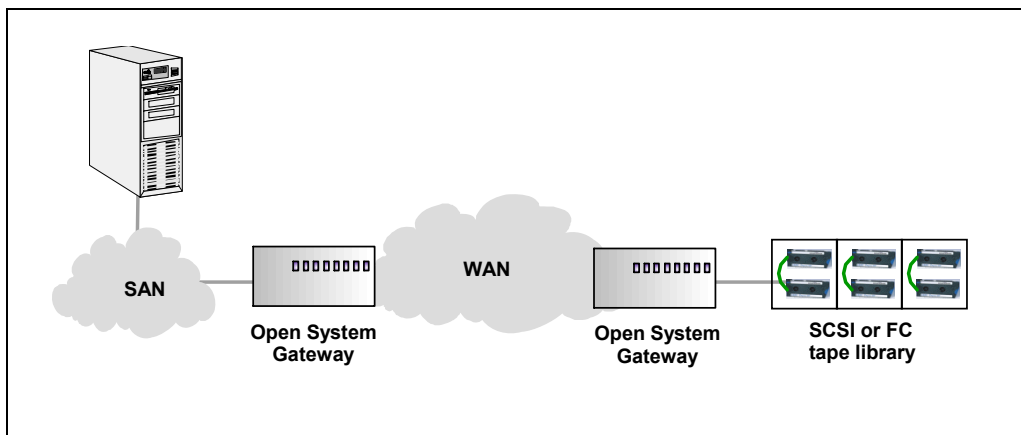 SAN
Open System
Gateway
WAN
Open System
Gateway
SCSI or FC
tape library